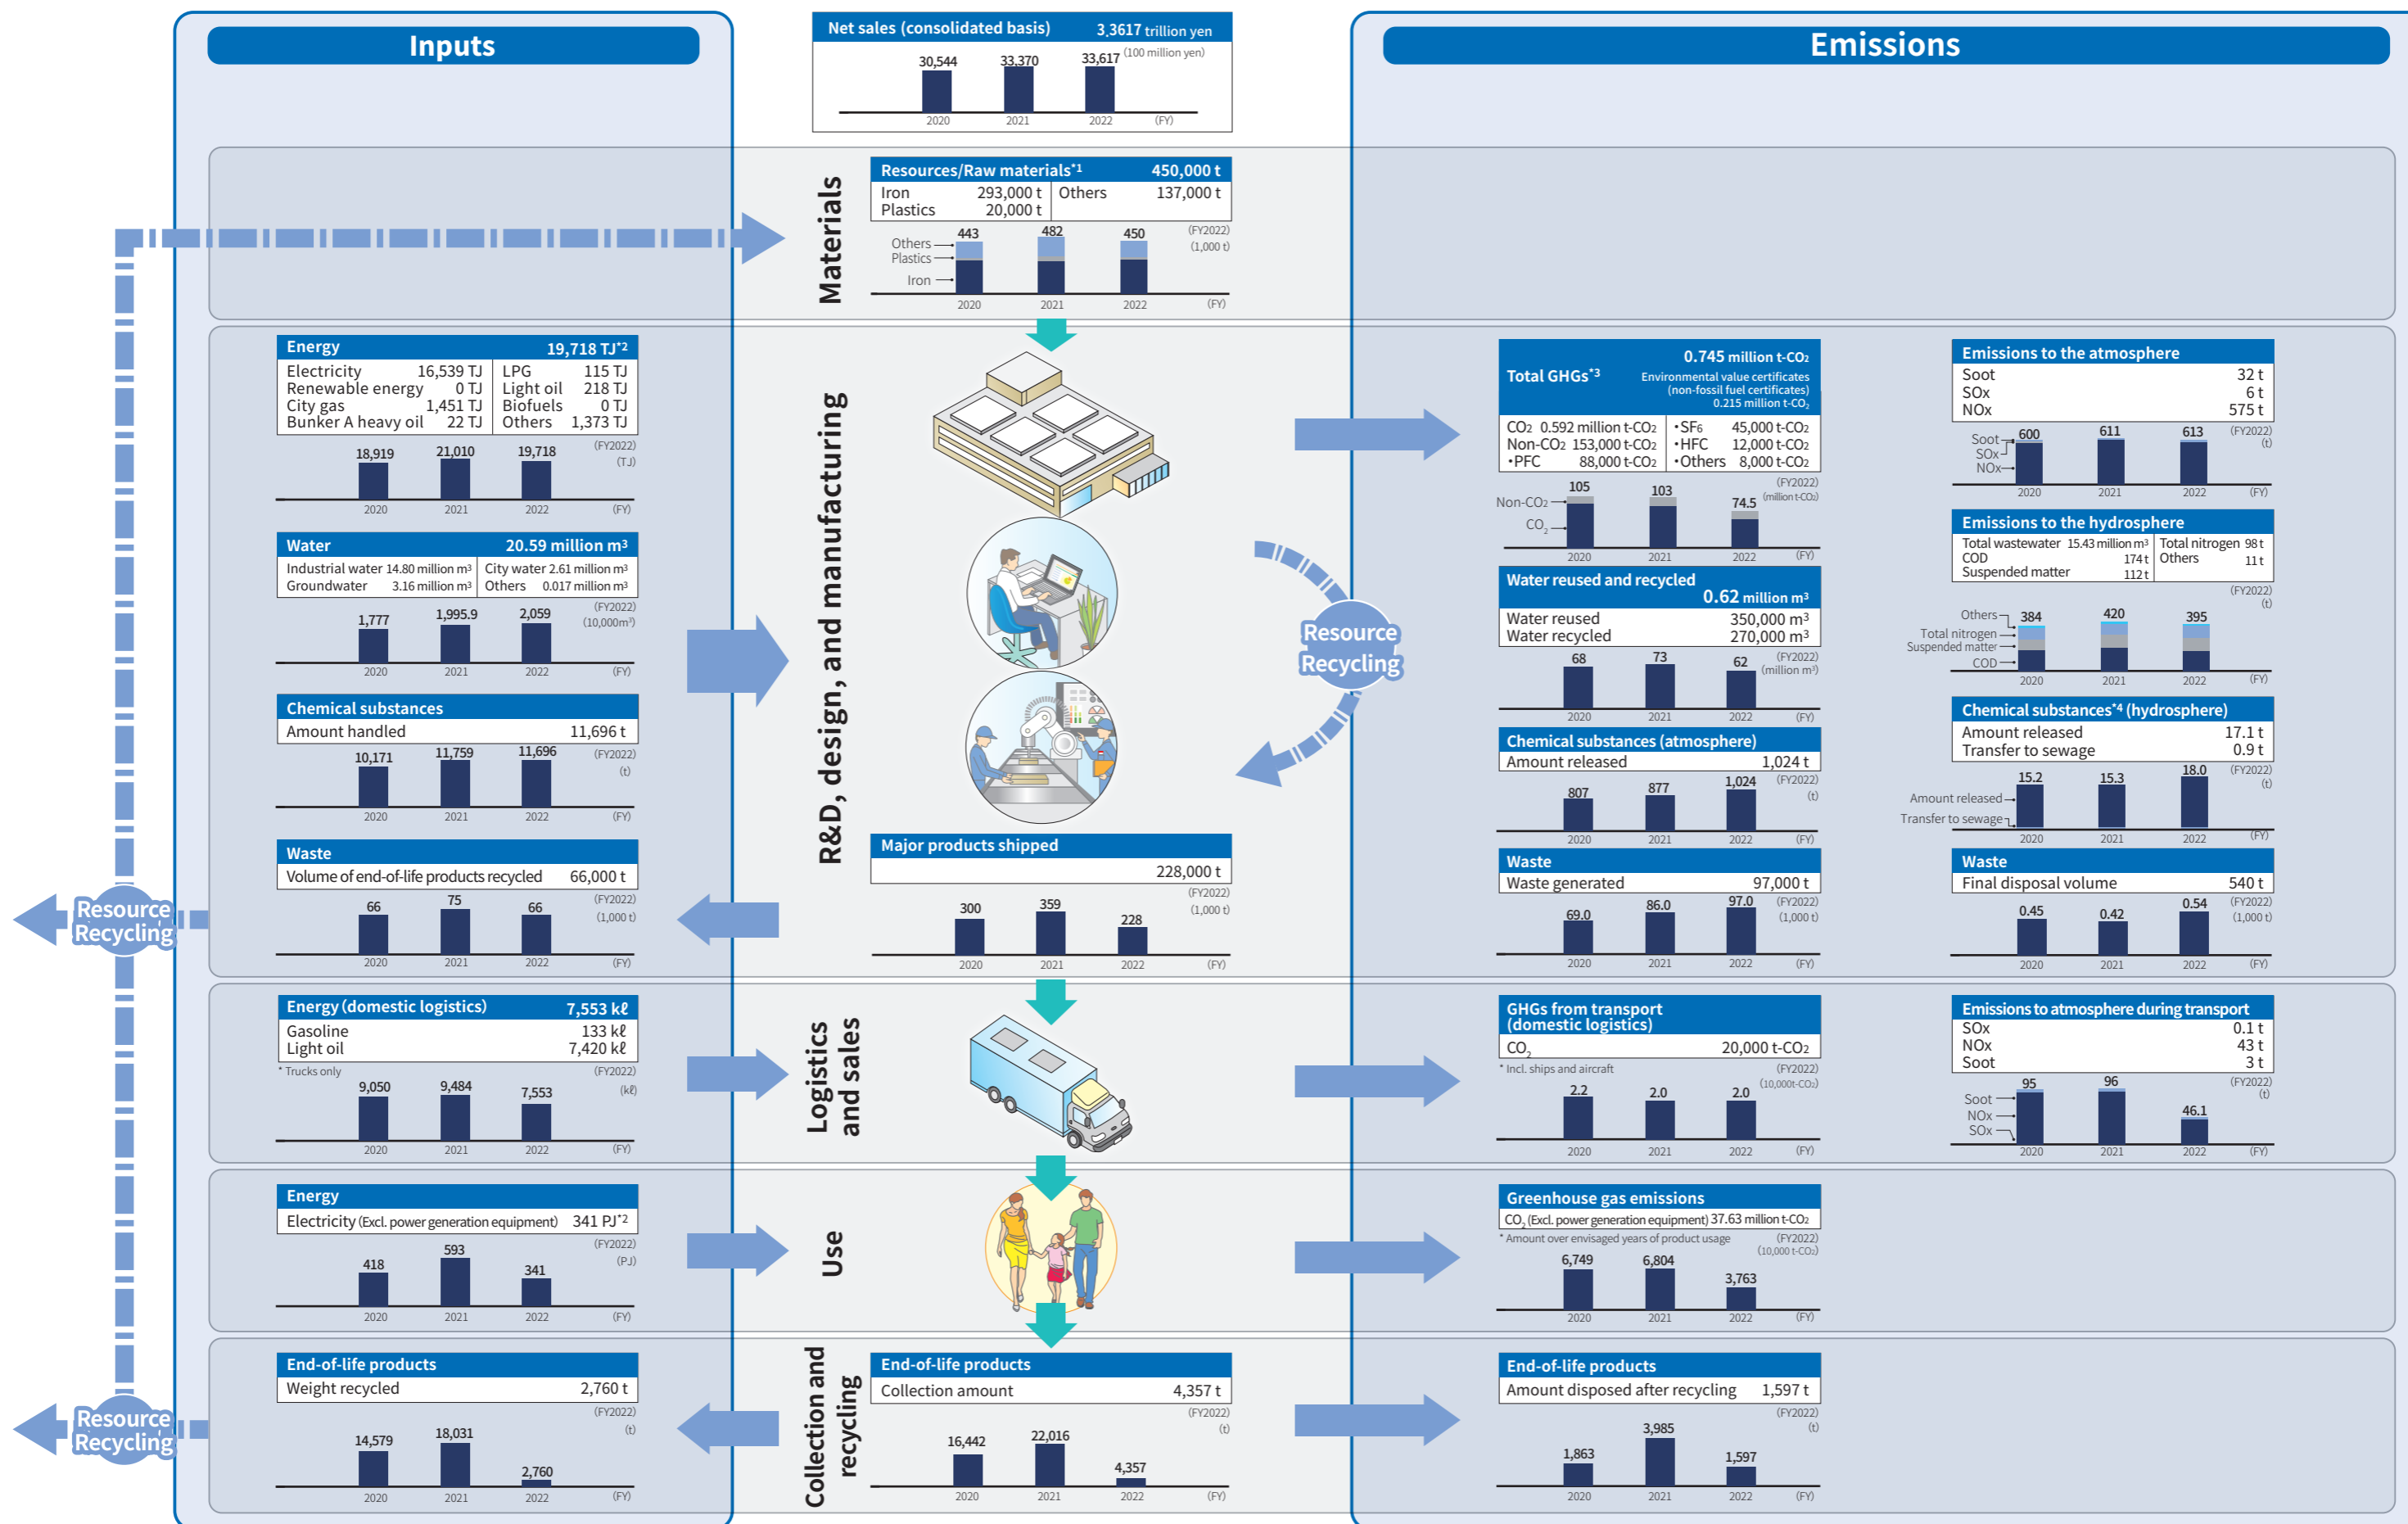 Inputs
Net sales (consolidated basis) 3.3617 trillion yen
(100 million yen)
30,544 33,370 33,617
2020 2021 2022 (FY)
Emissions
Materials
Resources/Raw materials*1 450,000 t
Iron 293,000 t Others 137,000 t
Plastics 20,000 t
(FY2022)
(1,000 t)
443 482 450
Others
Plastics
Iron
2020 2021 2022 (FY)
R&D, design, and manufacturing
Energy 19,718 TJ*2
Electricity 16,539 TJ LPG 115 TJ
Renewable energy 0 TJ Light oil 218 TJ
City gas 1,451 TJ Biofuels 0 TJ
Bunker A heavy oil 22 TJ Others 1,373 TJ
(FY2022)
(TJ)
18,919 21,010 19,718
2020 2021 2022 (FY)
Water 20.59 million m³
Industrial water 14.80 million m³ City water 2.61 million m³
Groundwater 3.16 million m³ Others 0.017 million m³
(FY2022)
(10,000m³)
1,777 1,995.9 2,059
2020 2021 2022 (FY)
Chemical substances
Amount handled 11,696 t
(FY2022)
(t)
10,171 11,759 11,696
2020 2021 2022 (FY)
Waste
Volume of end-of-life products recycled 66,000 t
(FY2022)
(1,000 t)
66 75 66
2020 2021 2022 (FY)
Resource
Recycling
Major products shipped
228,000 t
(FY2022)
(1,000 t)
300 359 228
2020 2021 2022 (FY)
Resource
Recycling
Total GHGs*3 0.745 million t-CO₂
Environmental value certificates
(non-fossil fuel certificates)
0.215 million t-CO₂
CO₂ 0.592 million t-CO₂ •SF₆ 45,000 t-CO₂
Non-CO₂ 153,000 t-CO₂ •HFC 12,000 t-CO₂
•PFC 88,000 t-CO₂ •Others 8,000 t-CO₂
(FY2022)
(million t-CO₂)
105 103 74.5
Non-CO₂
CO₂
2020 2021 2022 (FY)
Water reused and recycled
0.62 million m³
Water reused 350,000 m³
Water recycled 270,000 m³
(FY2022)
(million m³)
68 73 62
2020 2021 2022 (FY)
Chemical substances (atmosphere)
Amount released 1,024 t
(FY2022)
(t)
807 877 1,024
2020 2021 2022 (FY)
Waste
Waste generated 97,000 t
(FY2022)
(1,000 t)
69.0 86.0 97.0
2020 2021 2022 (FY)
Emissions to the atmosphere
Soot 32 t
SOx 6 t
NOx 575 t
(FY2022)
(t)
600 611 613
Soot
SOx
NOx
2020 2021 2022 (FY)
Emissions to the hydrosphere
Total wastewater 15.43 million m³ Total nitrogen 98 t
COD 174 t Others 11 t
Suspended matter 112 t
(FY2022)
(t)
384 420 395
Others
Total nitrogen
Suspended matter
COD
2020 2021 2022 (FY)
Chemical substances*4 (hydrosphere)
Amount released 17.1 t
Transfer to sewage 0.9 t
(FY2022)
(t)
15.2 15.3 18.0
Amount released
Transfer to sewage
2020 2021 2022 (FY)
Waste
Final disposal volume 540 t
(FY2022)
(1,000 t)
0.45 0.42 0.54
2020 2021 2022 (FY)
Logistics
and sales
Energy (domestic logistics) 7,553 kℓ
Gasoline 133 kℓ
Light oil 7,420 kℓ
* Trucks only (FY2022)
(kℓ)
9,050 9,484 7,553
2020 2021 2022 (FY)
GHGs from transport
(domestic logistics)
CO₂ 20,000 t-CO₂
* Incl. ships and aircraft (FY2022)
(10,000t-CO₂)
2.2 2.0 2.0
2020 2021 2022 (FY)
Emissions to atmosphere during transport
SOx 0.1 t
NOx 43 t
Soot 3 t
(FY2022)
(t)
95 96 46.1
Soot
NOx
SOx
2020 2021 2022 (FY)
Use
Energy
Electricity (Excl. power generation equipment) 341 PJ*2
(FY2022)
(PJ)
418 593 341
2020 2021 2022 (FY)
Greenhouse gas emissions
CO₂ (Excl. power generation equipment) 37.63 million t-CO₂
* Amount over envisaged years of product usage (FY2022)
(10,000 t-CO₂)
6,749 6,804 3,763
2020 2021 2022 (FY)
Collection and
recycling
End-of-life products
Weight recycled 2,760 t
(FY2022)
(t)
14,579 18,031 2,760
2020 2021 2022 (FY)
Resource
Recycling
End-of-life products
Collection amount 4,357 t
(FY2022)
(t)
16,442 22,016 4,357
2020 2021 2022 (FY)
End-of-life products
Amount disposed after recycling 1,597 t
(FY2022)
(t)
1,863 3,985 1,597
2020 2021 2022 (FY)